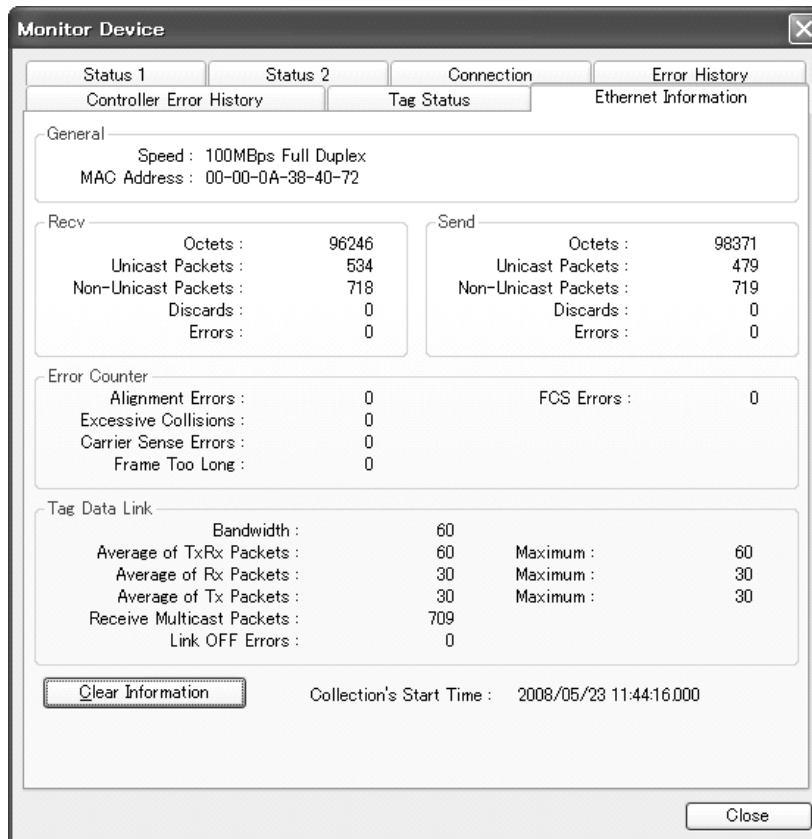 Monitor Device
Status 1 Status 2 Connection Error History
Controller Error History Tag Status Ethernet Information
General
Speed : 100MBps Full Duplex
MAC Address : 00-00-0A-38-40-72
Recv
Octets : 96246
Unicast Packets : 534
Non-Unicast Packets : 718
Discards : 0
Errors : 0
Send
Octets : 98371
Unicast Packets : 479
Non-Unicast Packets : 719
Discards : 0
Errors : 0
Error Counter
Alignment Errors : 0 FCS Errors : 0
Excessive Collisions : 0
Carrier Sense Errors : 0
Frame Too Long : 0
Tag Data Link
Bandwidth : 60
Average of TxRx Packets : 60 Maximum : 60
Average of Rx Packets : 30 Maximum : 30
Average of Tx Packets : 30 Maximum : 30
Receive Multicast Packets : 709
Link OFF Errors : 0
Clear Information Collection's Start Time : 2008/05/23 11:44:16.000
Close